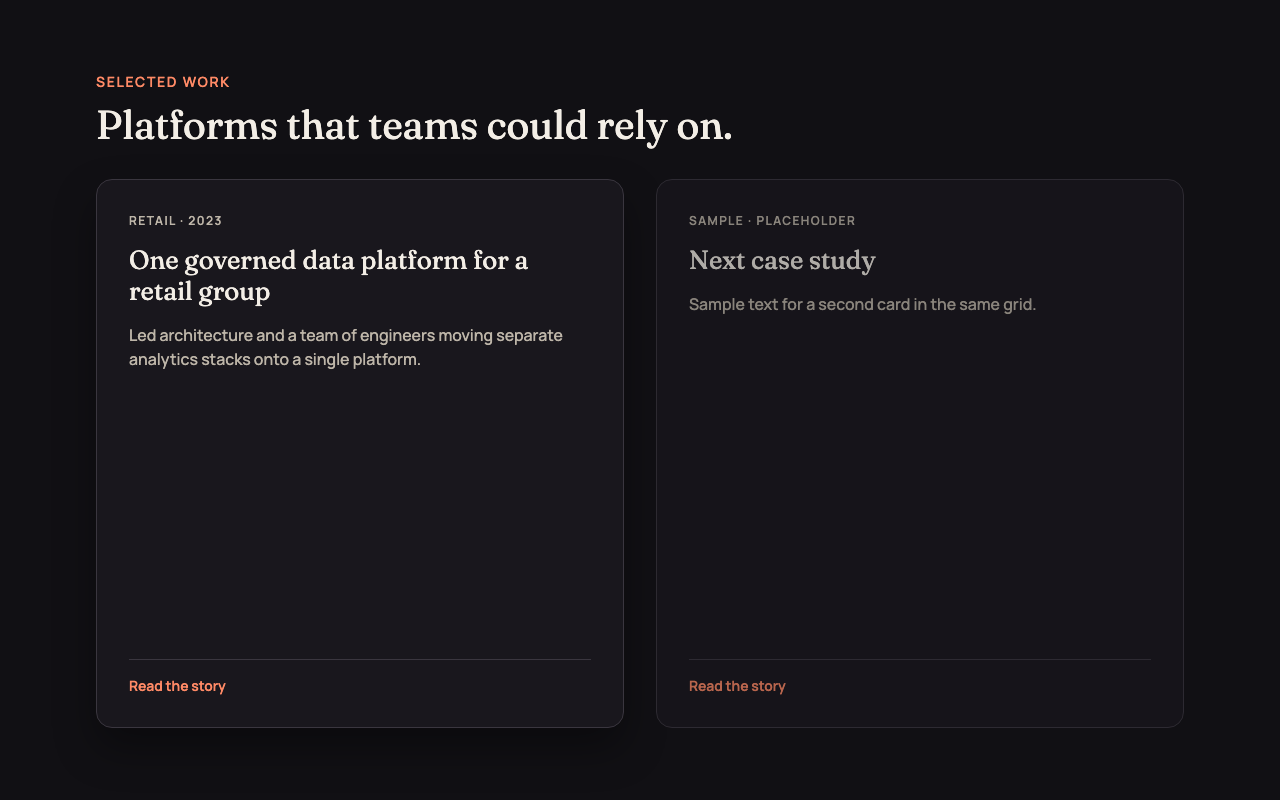 SELECTED WORK
Platforms that teams could rely on.
RETAIL · 2023
One governed data platform for a
retail group
Led architecture and a team of engineers moving separate
analytics stacks onto a single platform.
Read the story
SAMPLE · PLACEHOLDER
Next case study
Sample text for a second card in the same grid.
Read the story